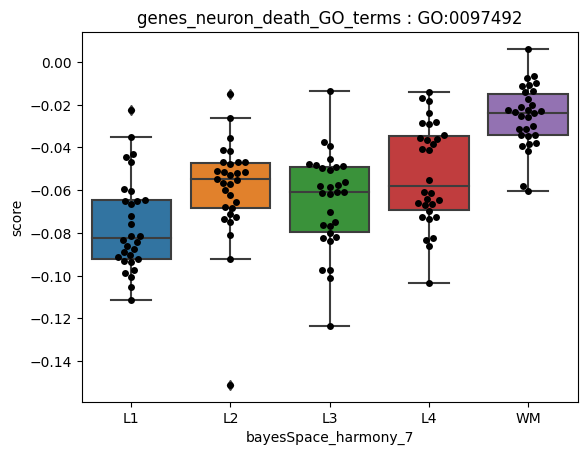 genes_neuron_death_GO_terms : GO:0097492
0.00
−0.02
−0.04
−0.06
−0.08
−0.10
−0.12
−0.14
score
L1 L2 L3 L4 WM
bayesSpace_harmony_7